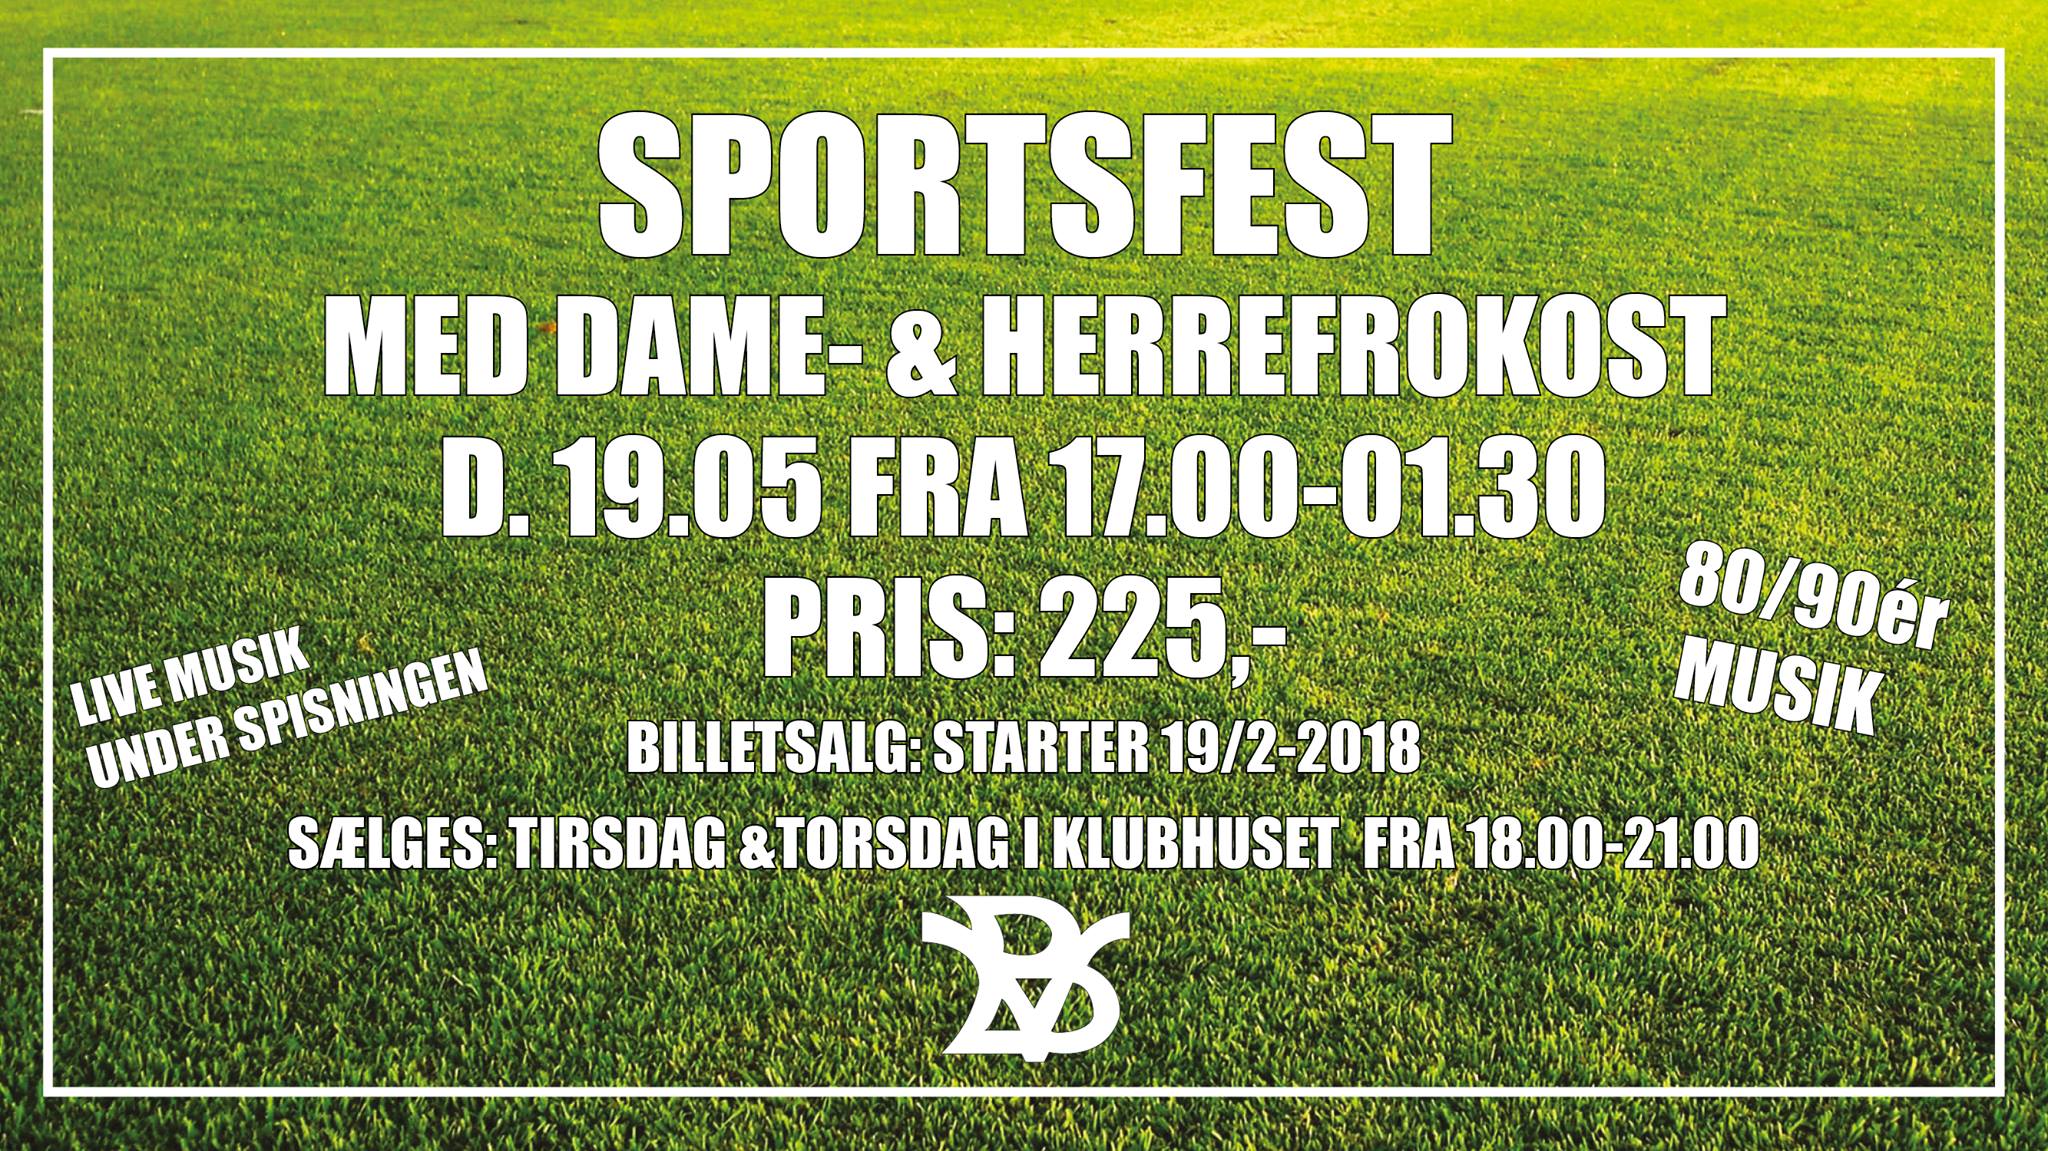 SPORTSFEST
MED DAME- & HERREFROKOST
D. 19.05 FRA 17.00-01.30
PRIS: 225,-
LIVE MUSIK
UNDER SPISNINGEN
80/90ér
MUSIK
BILLETSALG: STARTER 19/2-2018
SÆLGES: TIRSDAG &TORSDAG I KLUBHUSET FRA 18.00-21.00